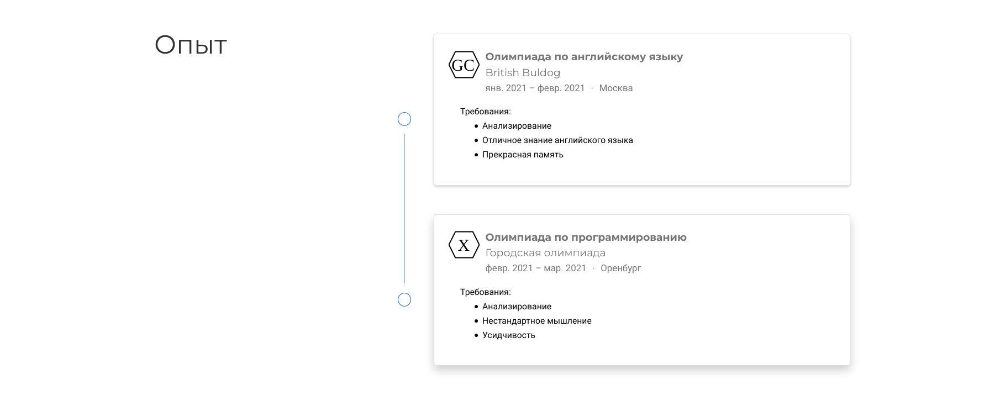 Опыт
GC
Олимпиада по английскому языку
British Buldog
янв. 2021 – февр. 2021 · Москва
Требования:
• Анализирование
• Отличное знание английского языка
• Прекрасная память
X
Олимпиада по программированию
Городская олимпиада
февр. 2021 – мар. 2021 · Оренбург
Требования:
• Анализирование
• Нестандартное мышление
• Усидчивость